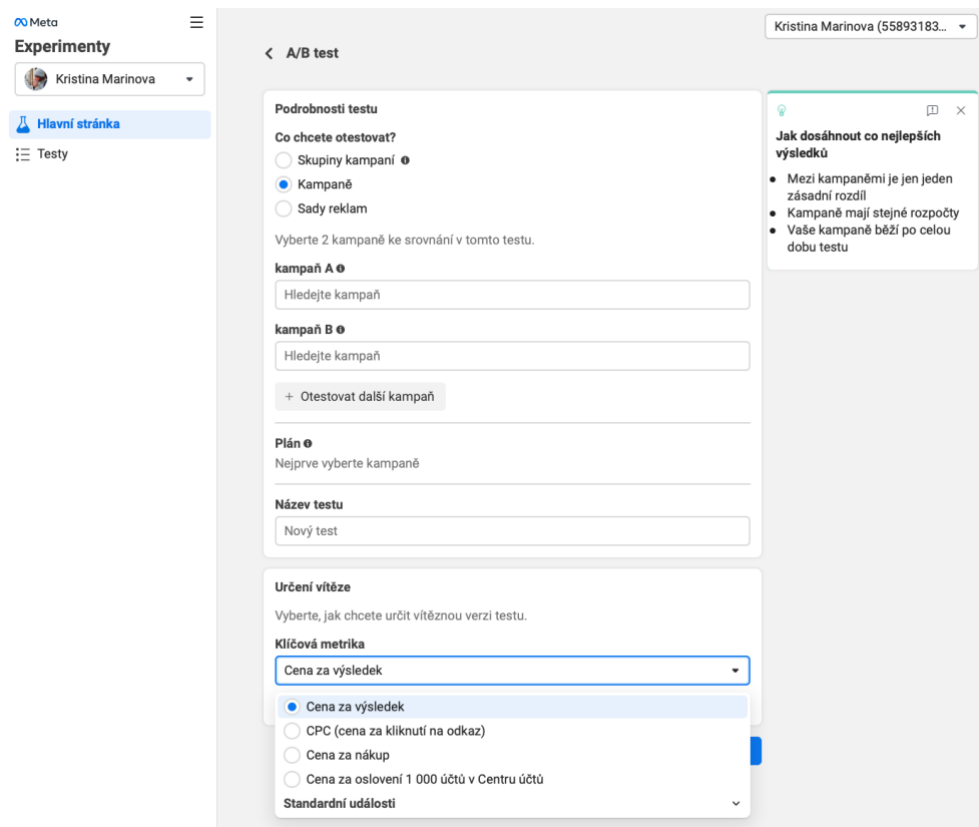 Meta
Experimenty
Kristina Marinova
Hlavní stránka
Testy
Kristina Marinova (55893183...
A/B test
Podrobnosti testu
Co chcete otestovat?
Skupiny kampaní
Kampaně
Sady reklam
Vyberte 2 kampaně ke srovnání v tomto testu.
kampaň A
Hledejte kampaň
kampaň B
Hledejte kampaň
+ Otestovat další kampaň
Plán
Nejprve vyberte kampaně
Název testu
Nový test
Určení vítěze
Vyberte, jak chcete určit vítěznou verzi testu.
Klíčová metrika
Cena za výsledek
Cena za výsledek
CPC (cena za kliknutí na odkaz)
Cena za nákup
Cena za oslovení 1 000 účtů v Centru účtů
Standardní události
Jak dosáhnout co nejlepších
výsledků
Mezi kampaněmi je jen jeden
zásadní rozdíl
Kampaně mají stejné rozpočty
Vaše kampaně běží po celou
dobu testu